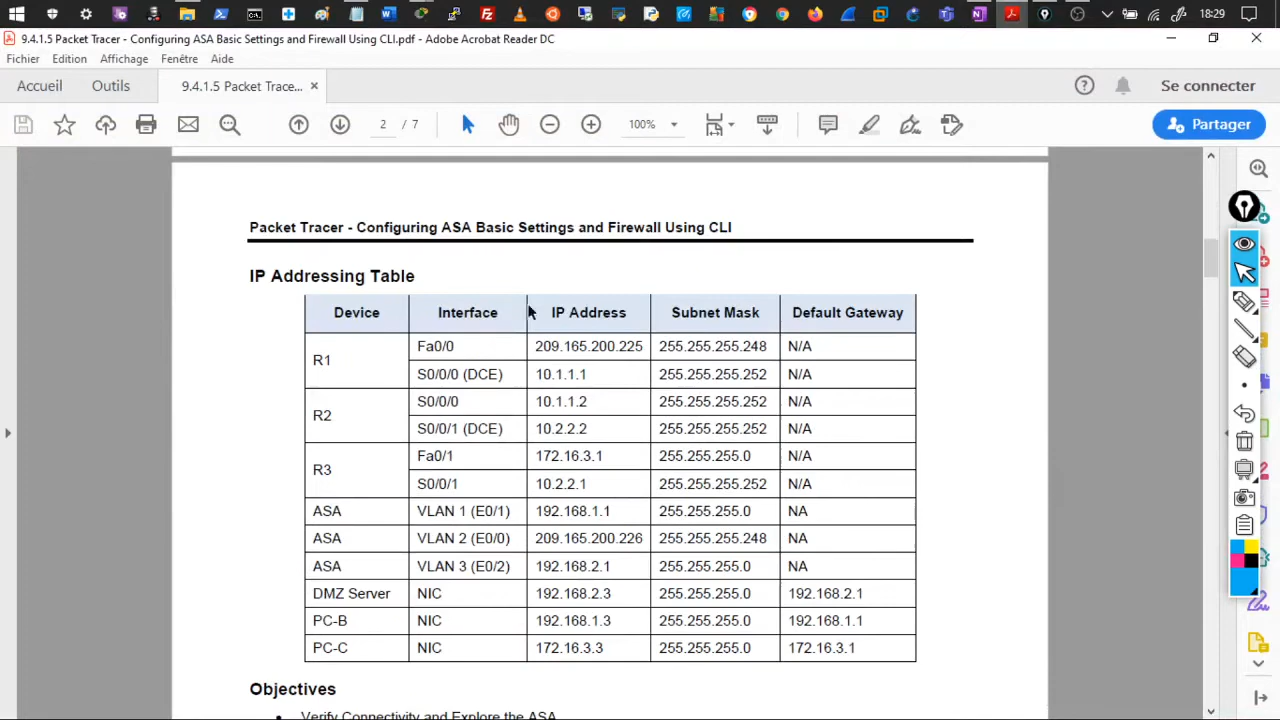 18:29
9.4.1.5 Packet Tracer - Configuring ASA Basic Settings and Firewall Using CLI.pdf - Adobe Acrobat Reader DC
Fichier Edition Affichage Fenêtre Aide
Accueil Outils 9.4.1.5 Packet Trace... Se connecter
2 / 7 100% Partager
Packet Tracer - Configuring ASA Basic Settings and Firewall Using CLI
IP Addressing Table
Device Interface IP Address Subnet Mask Default Gateway
R1 Fa0/0 209.165.200.225 255.255.255.248 N/A
S0/0/0 (DCE) 10.1.1.1 255.255.255.252 N/A
R2 S0/0/0 10.1.1.2 255.255.255.252 N/A
S0/0/1 (DCE) 10.2.2.2 255.255.255.252 N/A
R3 Fa0/1 172.16.3.1 255.255.255.0 N/A
S0/0/1 10.2.2.1 255.255.255.252 N/A
ASA VLAN 1 (E0/1) 192.168.1.1 255.255.255.0 NA
ASA VLAN 2 (E0/0) 209.165.200.226 255.255.255.248 NA
ASA VLAN 3 (E0/2) 192.168.2.1 255.255.255.0 NA
DMZ Server NIC 192.168.2.3 255.255.255.0 192.168.2.1
PC-B NIC 192.168.1.3 255.255.255.0 192.168.1.1
PC-C NIC 172.16.3.3 255.255.255.0 172.16.3.1
Objectives
• Verify Connectivity and Explore the ASA